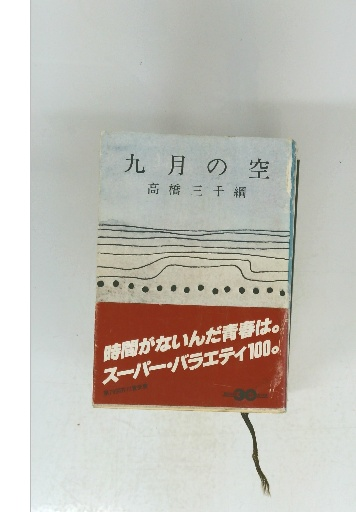 九月の空
高橋三千綱
時間がないんだ青春は。
スーパー・バラエティ100。